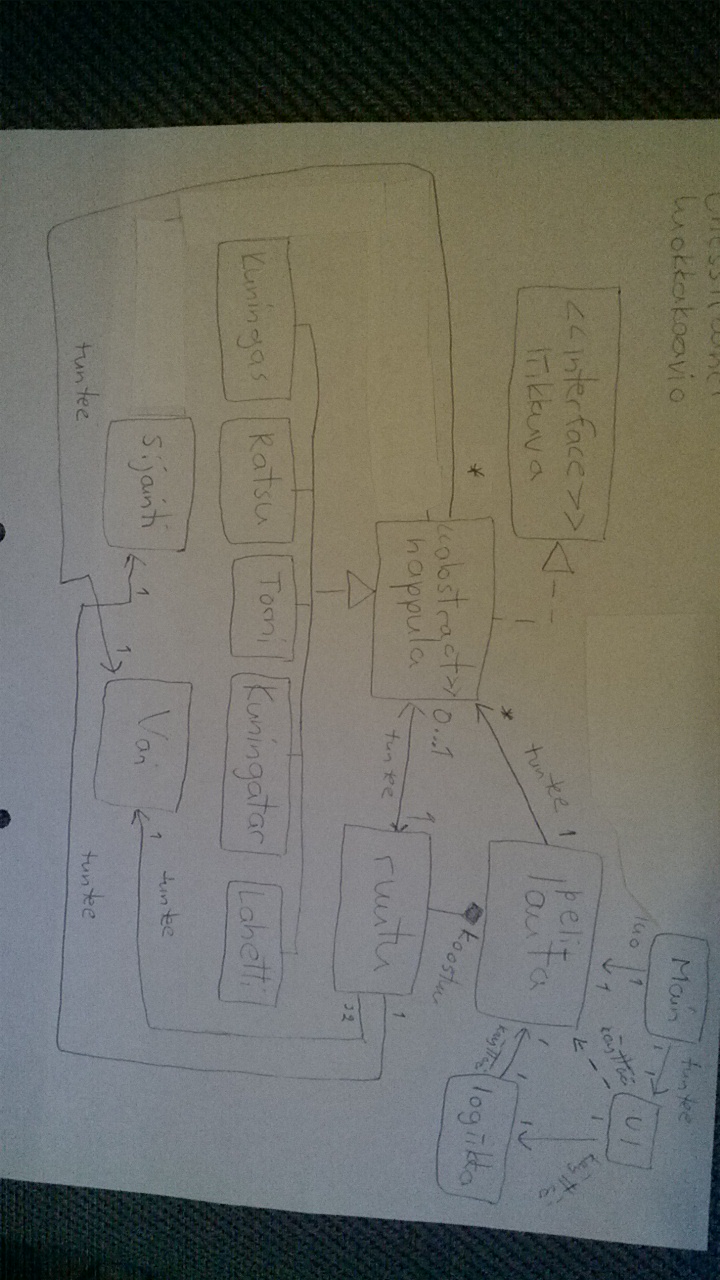 Luokkakaavio
Main
tuntee
1
1
UI
luo
1
1
käyttää
1
käyttää
<<interface>>
liikkuva
tuntee
1
*
peli-
lauta
1
1
1
käyttää
logiikka
*
<<abstract>>
nappula
0...1
1
tuntee
koostuu
ruutu
1
32
Kuningas
Ratsu
Torni
Kuningatar
Lähetti
sijainti
1
1
Väri
1
tuntee
tuntee
tuntee